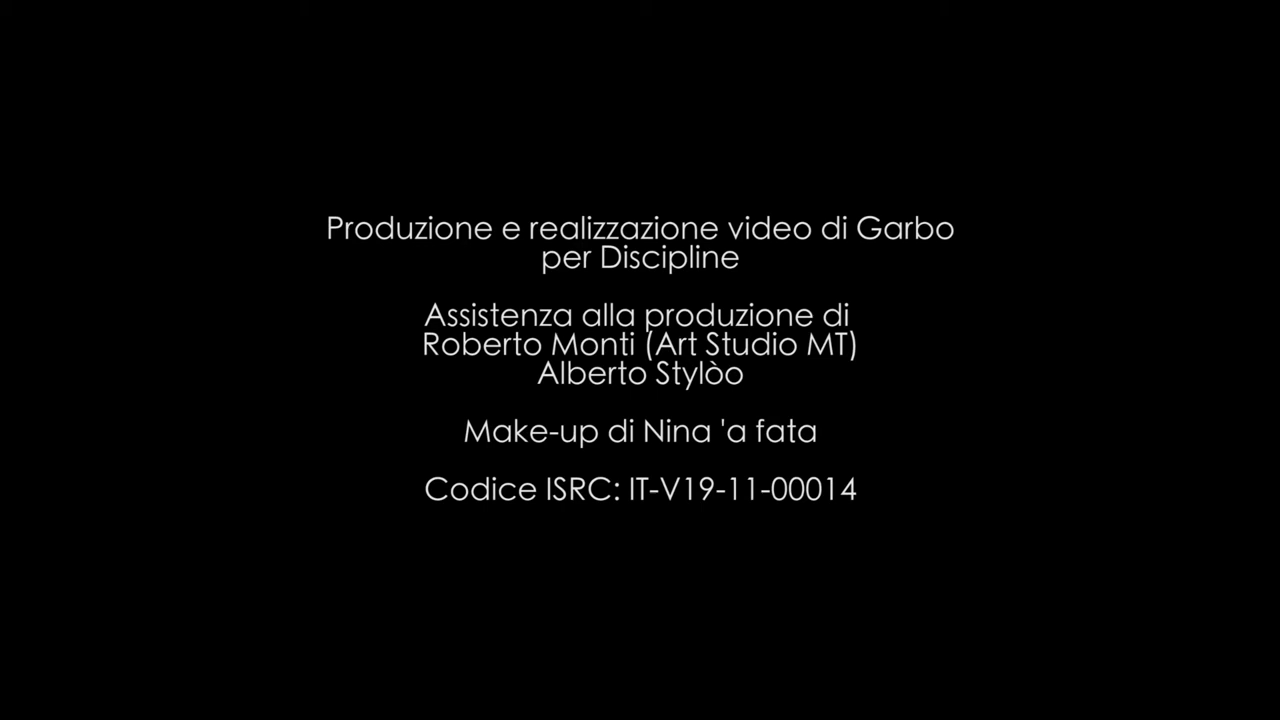 Produzione e realizzazione video di Garbo
per Discipline
Assistenza alla produzione di
Roberto Monti (Art Studio MT)
Alberto Stylòo
Make-up di Nina 'a fata
Codice ISRC: IT-V19-11-00014